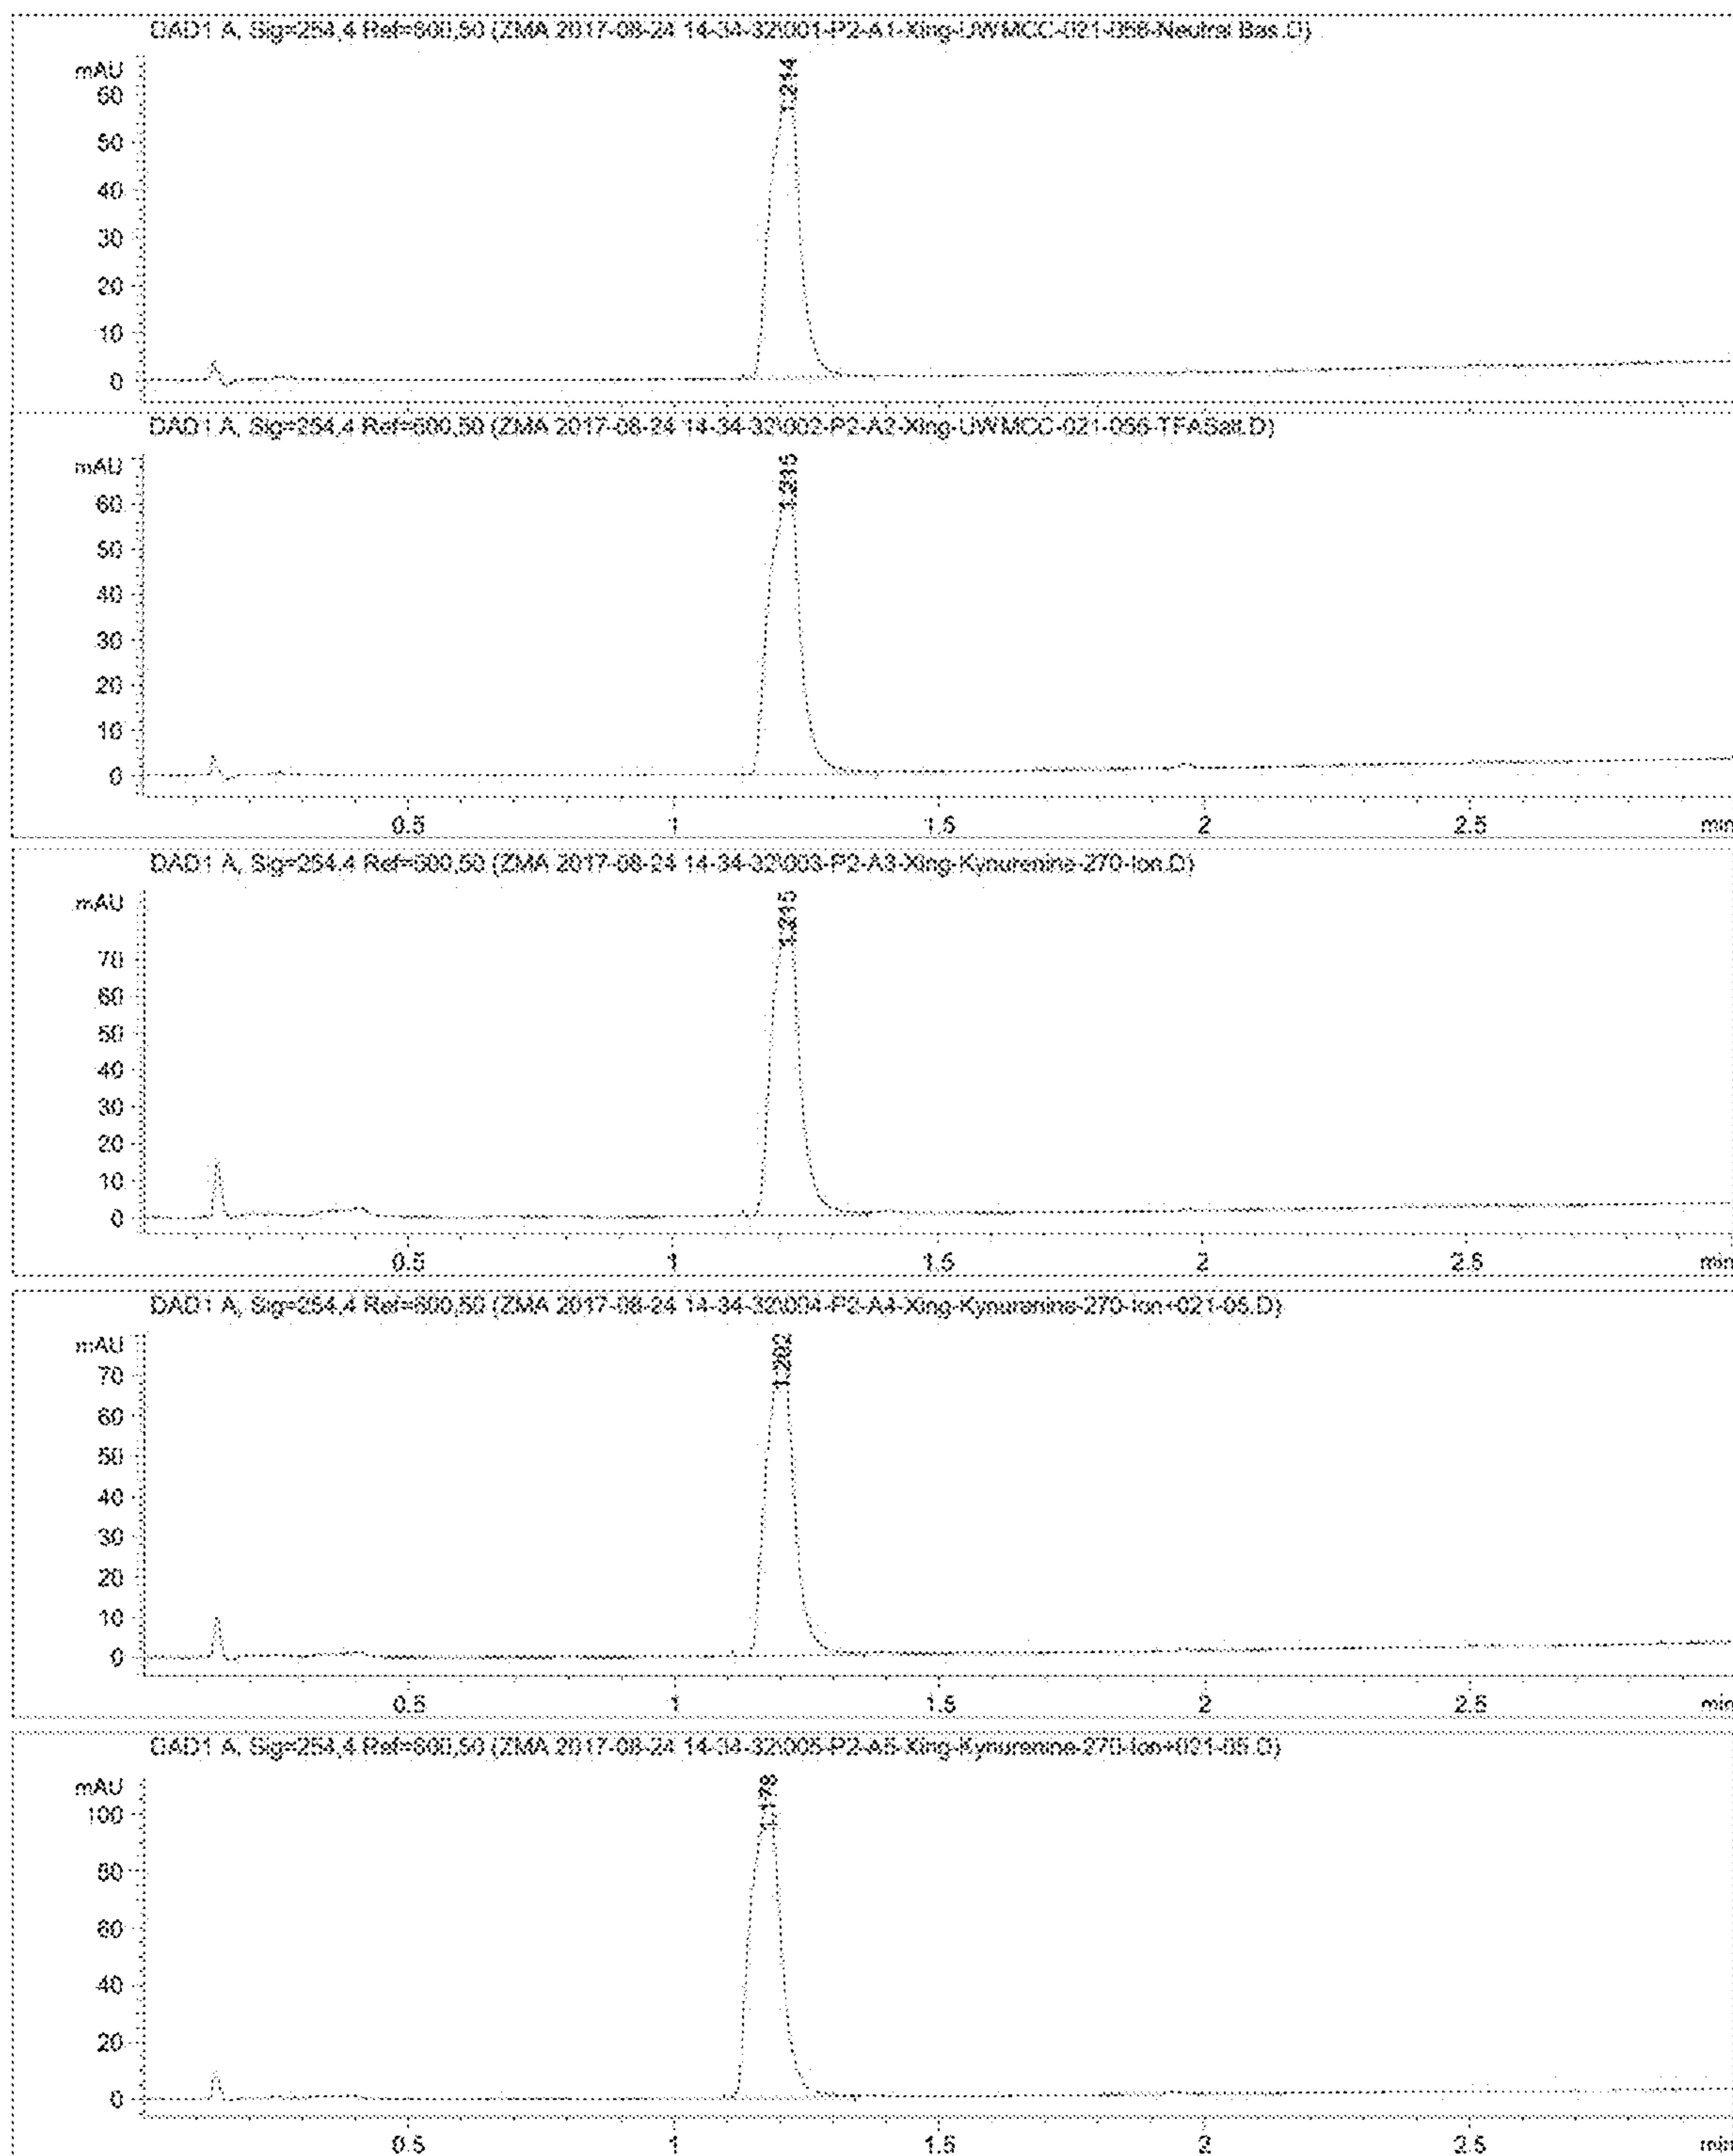 DAD1 A, Sig=254,4 Ref=600,50 (ZMA 2017-08-24 14-34-32\001-P2-A1-Xing-UWMCC-021-056-Neutral Bas.D)
mAU
60
50
40
30
20
10
0
1.214
DAD1 A, Sig=254,4 Ref=600,50 (ZMA 2017-08-24 14-34-32\002-P2-A2-Xing-UWMCC-021-056-TFASalt.D)
mAU
60
50
40
30
20
10
0
1.215
0.5 1 1.5 2 2.5 min
DAD1 A, Sig=254,4 Ref=600,50 (ZMA 2017-08-24 14-34-32\003-P2-A3-Xing-Kynurenine-270-Ion.D)
mAU
70
60
50
40
30
20
10
0
1.215
0.5 1 1.5 2 2.5 min
DAD1 A, Sig=254,4 Ref=600,50 (ZMA 2017-08-24 14-34-32\004-P2-A4-Xing-Kynurenine-270-Ion+021-05.D)
mAU
70
60
50
40
30
20
10
0
1.202
0.5 1 1.5 2 2.5 min
DAD1 A, Sig=254,4 Ref=600,50 (ZMA 2017-08-24 14-34-32\005-P2-A5-Xing-Kynurenine-270-Ion+021-05.D)
mAU
100
80
60
40
20
0
1.178
0.5 1 1.5 2 2.5 min